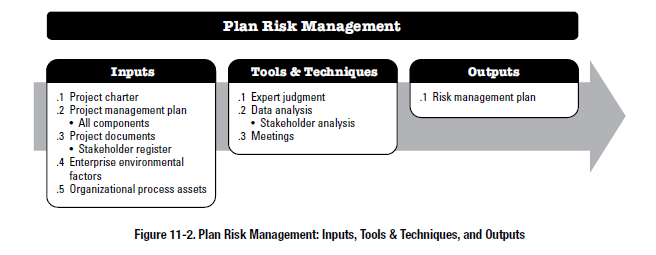 Plan Risk Management
Inputs
.1 Project charter
.2 Project management plan
• All components
.3 Project documents
• Stakeholder register
.4 Enterprise environmental
factors
.5 Organizational process assets
Tools & Techniques
.1 Expert judgment
.2 Data analysis
• Stakeholder analysis
.3 Meetings
Outputs
.1 Risk management plan
Figure 11-2. Plan Risk Management: Inputs, Tools & Techniques, and Outputs